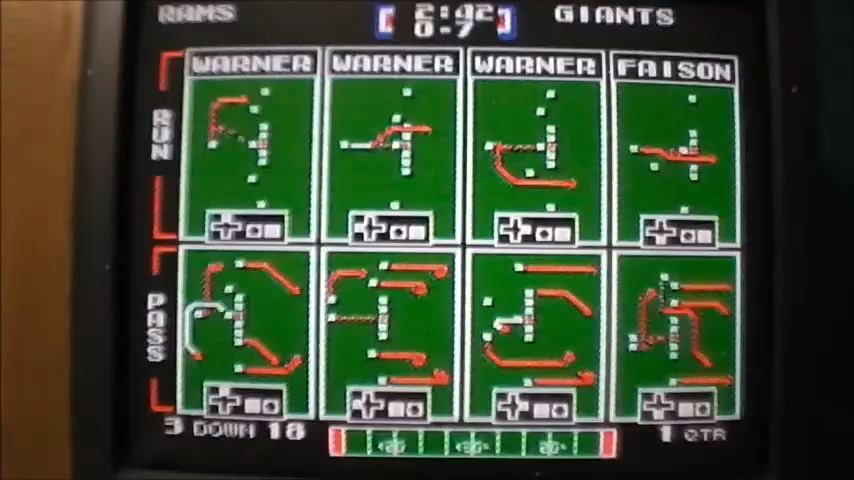 RAMS 2:42 GIANTS
0-7
WARNER WARNER WARNER FAISON
RUN
PASS
3 DOWN 18 1 QTR